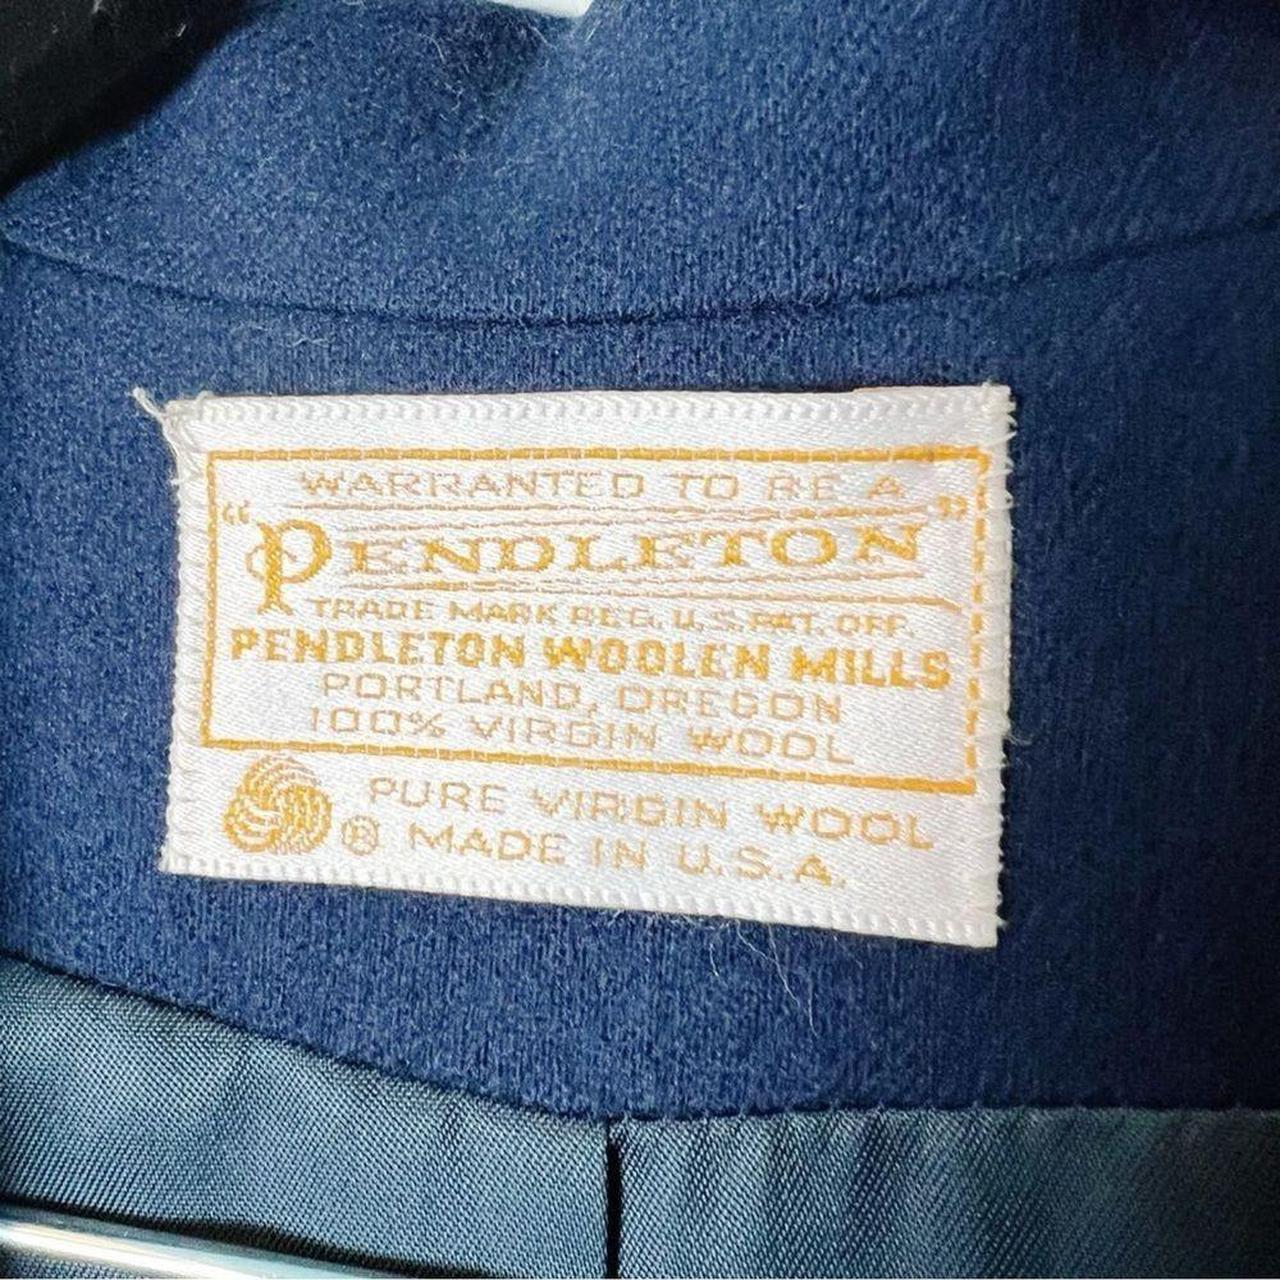 WARRANTED TO BE A
"PENDLETON"
TRADE MARK REG. U.S. PAT. OFF.
PENDLETON WOOLEN MILLS
PORTLAND, OREGON
100% VIRGIN WOOL
PURE VIRGIN WOOL
® MADE IN U.S.A.